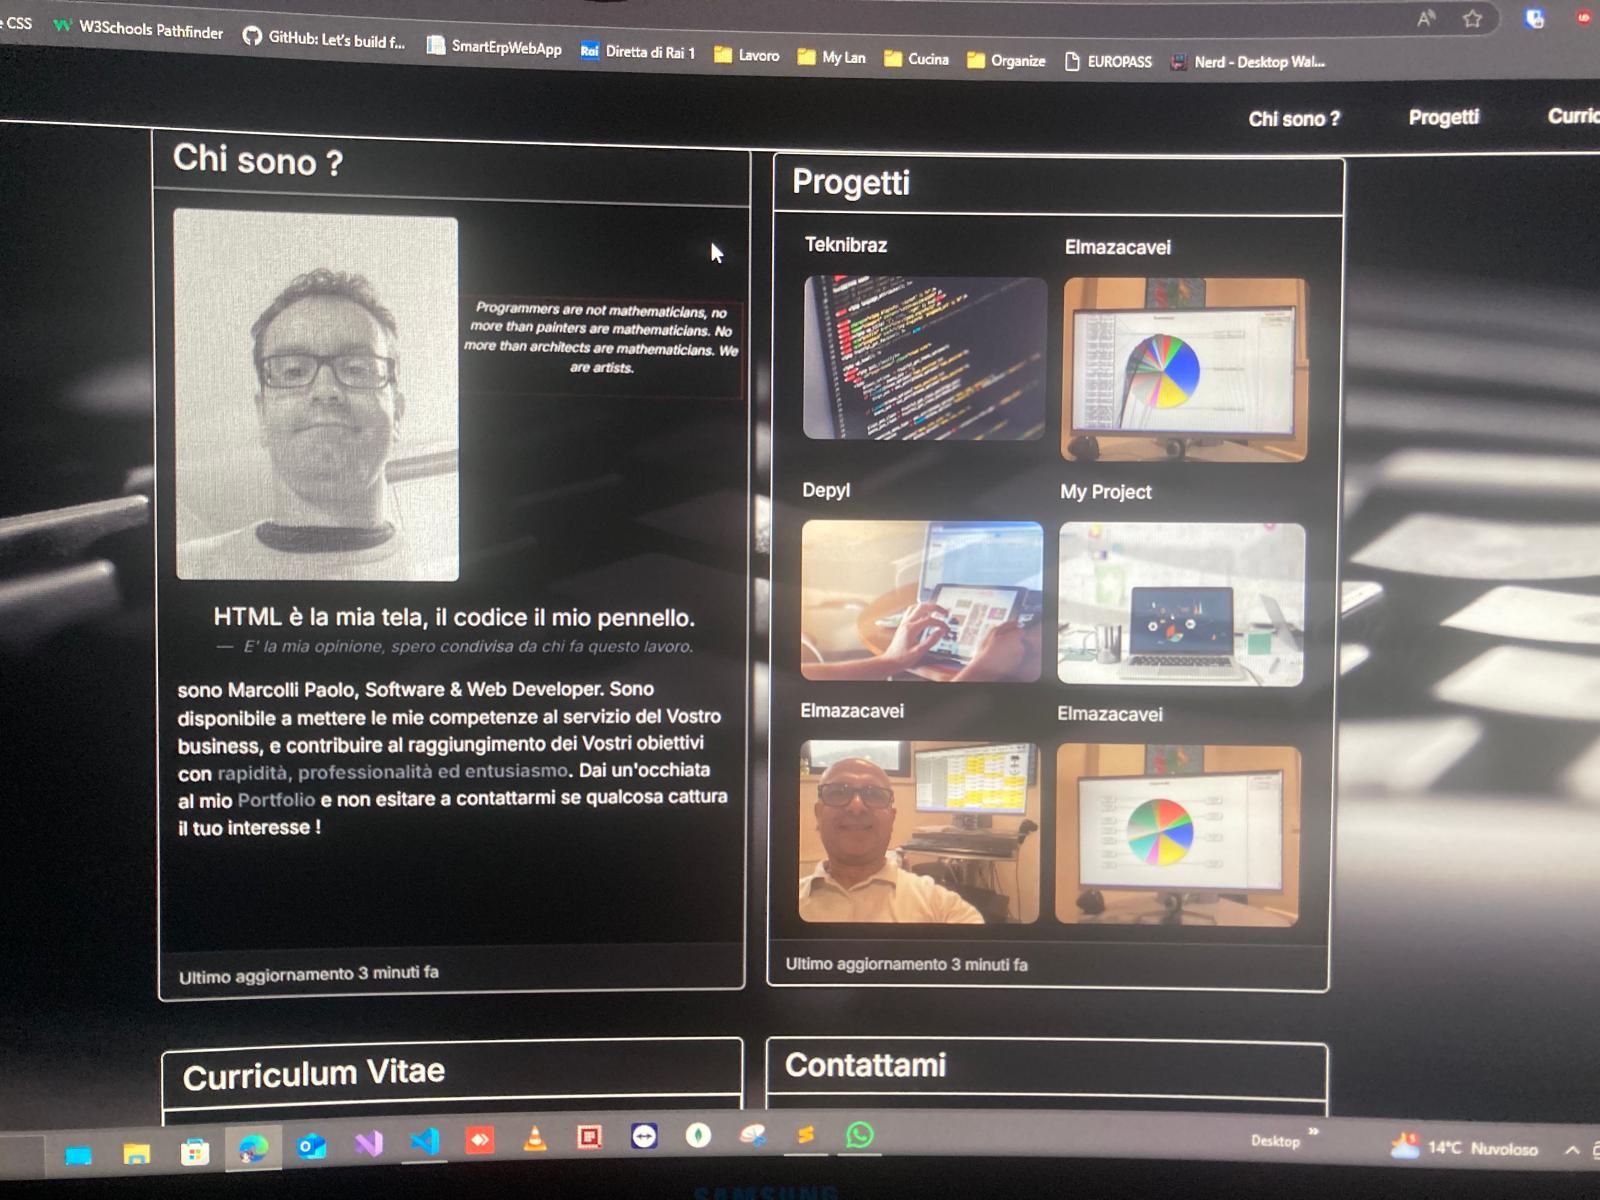 CSS
W3Schools Pathfinder
GitHub: Let's build f...
SmartErpWebApp
Rai
Diretta di Rai 1
Lavoro
My Lan
Cucina
Organize
EUROPASS
Nerd - Desktop Wal...
Chi sono ?
Progetti
Chi sono ?
Programmers are not mathematicians, no
more than painters are mathematicians. No
more than architects are mathematicians. We
are artists.
HTML è la mia tela, il codice il mio pennello.
— E' la mia opinione, spero condivisa da chi fa questo lavoro.
sono Marcolli Paolo, Software & Web Developer. Sono
disponibile a mettere le mie competenze al servizio del Vostro
business, e contribuire al raggiungimento dei Vostri obiettivi
con rapidità, professionalità ed entusiasmo. Dai un'occhiata
al mio Portfolio e non esitare a contattarmi se qualcosa cattura
il tuo interesse !
Ultimo aggiornamento 3 minuti fa
Progetti
Teknibraz
Elmazacavei
Depyl
My Project
Elmazacavei
Elmazacavei
Ultimo aggiornamento 3 minuti fa
Curriculum Vitae
Contattami
Desktop
14°C Nuvoloso
SAMSUNG